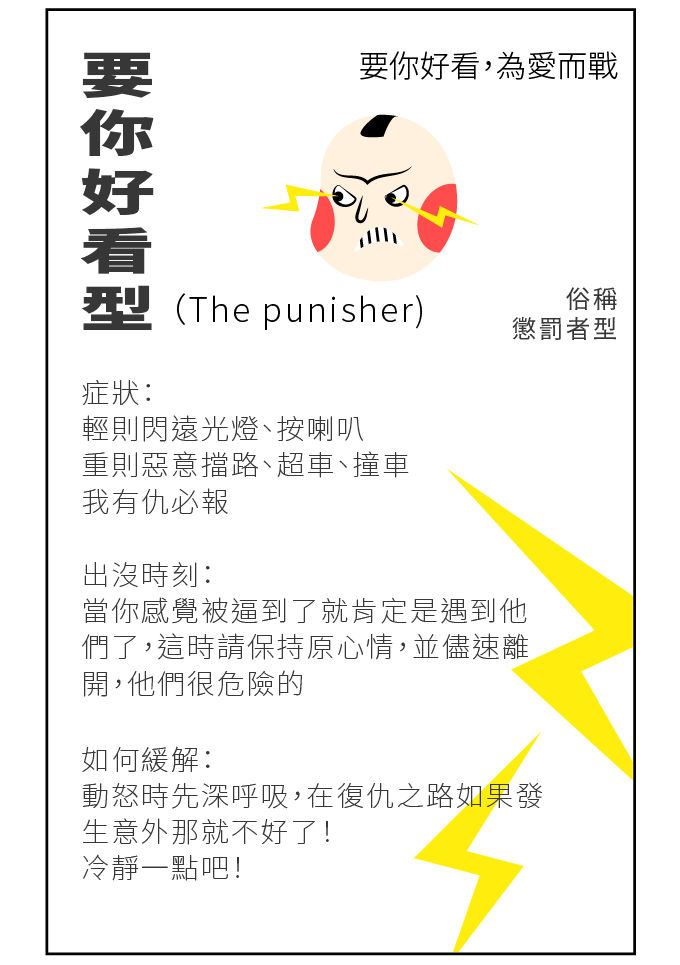 要你好看，為愛而戰
要你好看型
（The punisher)
俗稱
懲罰者型
症狀：
輕則閃遠光燈、按喇叭
重則惡意擋路、超車、撞車
我有仇必報
出沒時刻：
當你感覺被逼到了就肯定是遇到他
們了，這時請保持原心情，並儘速離
開，他們很危險的
如何緩解：
動怒時先深呼吸，在復仇之路如果發
生意外那就不好了！
冷靜一點吧！